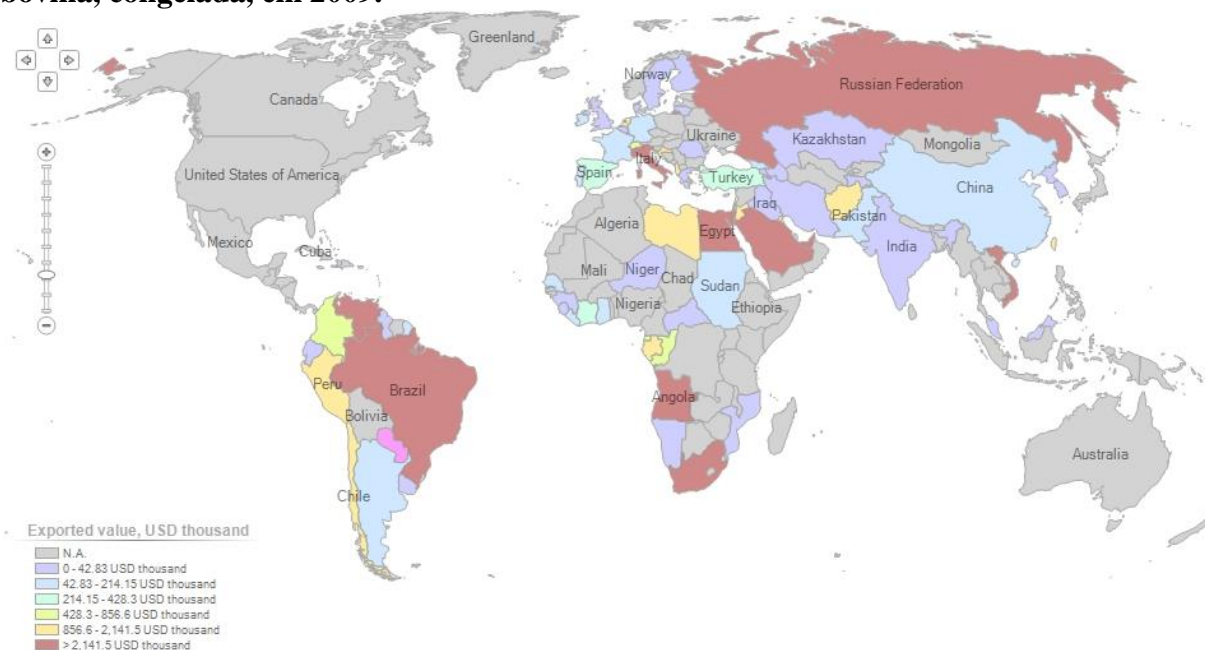 bovina, congelada, em 2009.
Greenland
Norway
Russian Federation
Canada
Ukraine
Kazakhstan
Mongolia
United States of America
Italy
Spain
Turkey
China
Iraq
Pakistan
Algeria
Egypt
India
Mexico
Cuba
Mali
Niger
Chad
Sudan
Nigeria
Ethiopia
Peru
Brazil
Angola
Bolivia
Australia
Chile
Exported value, USD thousand
N.A.
0 - 42.83 USD thousand
42.83 - 214.15 USD thousand
214.15 - 428.3 USD thousand
428.3 - 856.6 USD thousand
856.6 - 2,141.5 USD thousand
> 2,141.5 USD thousand